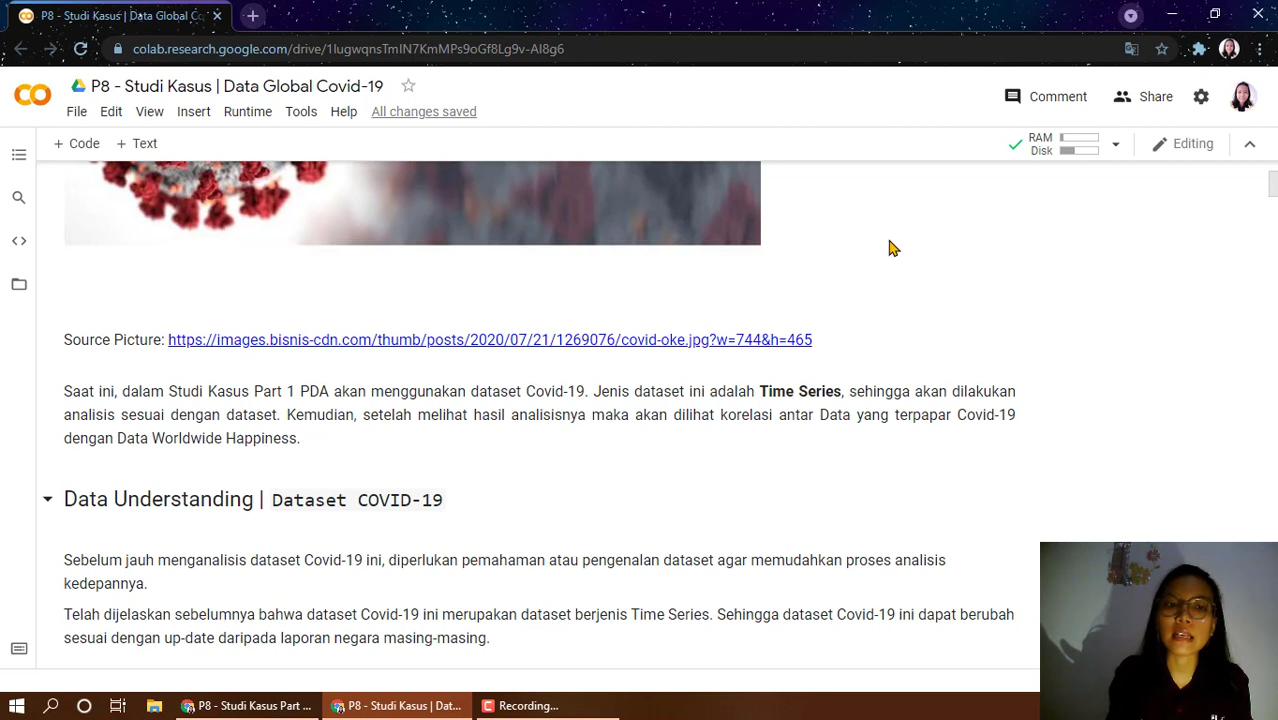 P8 - Studi Kasus | Data Global Co
colab.research.google.com/drive/1lugwqnsTmIN7KmMPs9oGf8Lg9v-AI8g6
P8 - Studi Kasus | Data Global Covid-19
File Edit View Insert Runtime Tools Help All changes saved
Comment Share
+ Code + Text
RAM
Disk
Editing
Source Picture: https://images.bisnis-cdn.com/thumb/posts/2020/07/21/1269076/covid-oke.jpg?w=744&h=465
Saat ini, dalam Studi Kasus Part 1 PDA akan menggunakan dataset Covid-19. Jenis dataset ini adalah Time Series, sehingga akan dilakukan
analisis sesuai dengan dataset. Kemudian, setelah melihat hasil analisisnya maka akan dilihat korelasi antar Data yang terpapar Covid-19
dengan Data Worldwide Happiness.
Data Understanding | Dataset COVID-19
Sebelum jauh menganalisis dataset Covid-19 ini, diperlukan pemahaman atau pengenalan dataset agar memudahkan proses analisis
kedepannya.
Telah dijelaskan sebelumnya bahwa dataset Covid-19 ini merupakan dataset berjenis Time Series. Sehingga dataset Covid-19 ini dapat berubah
sesuai dengan up-date daripada laporan negara masing-masing.
P8 - Studi Kasus Part ...
P8 - Studi Kasus | Dat...
Recording...